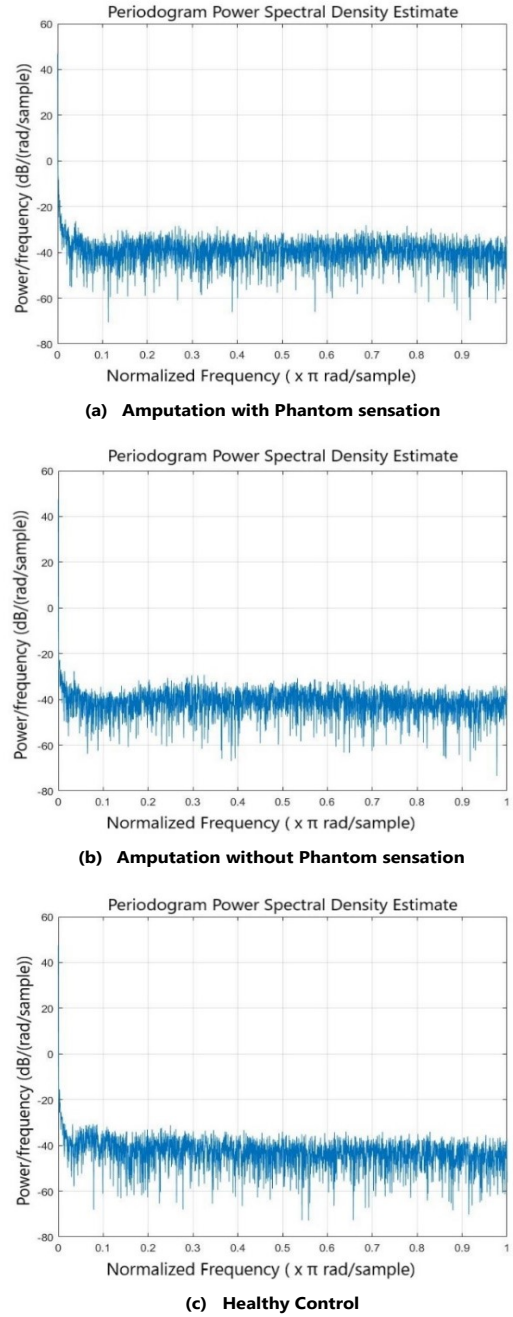 Periodogram Power Spectral Density Estimate
60
40
20
0
-20
-40
-60
-80
Power/frequency (dB/(rad/sample))
0 0.1 0.2 0.3 0.4 0.5 0.6 0.7 0.8 0.9
Normalized Frequency ( x π rad/sample)
(a) Amputation with Phantom sensation
Periodogram Power Spectral Density Estimate
60
40
20
0
-20
-40
-60
-80
Power/frequency (dB/(rad/sample))
0 0.1 0.2 0.3 0.4 0.5 0.6 0.7 0.8 0.9 1
Normalized Frequency ( x π rad/sample)
(b) Amputation without Phantom sensation
Periodogram Power Spectral Density Estimate
60
40
20
0
-20
-40
-60
-80
Power/frequency (dB/(rad/sample))
0 0.1 0.2 0.3 0.4 0.5 0.6 0.7 0.8 0.9 1
Normalized Frequency ( x π rad/sample)
(c) Healthy Control